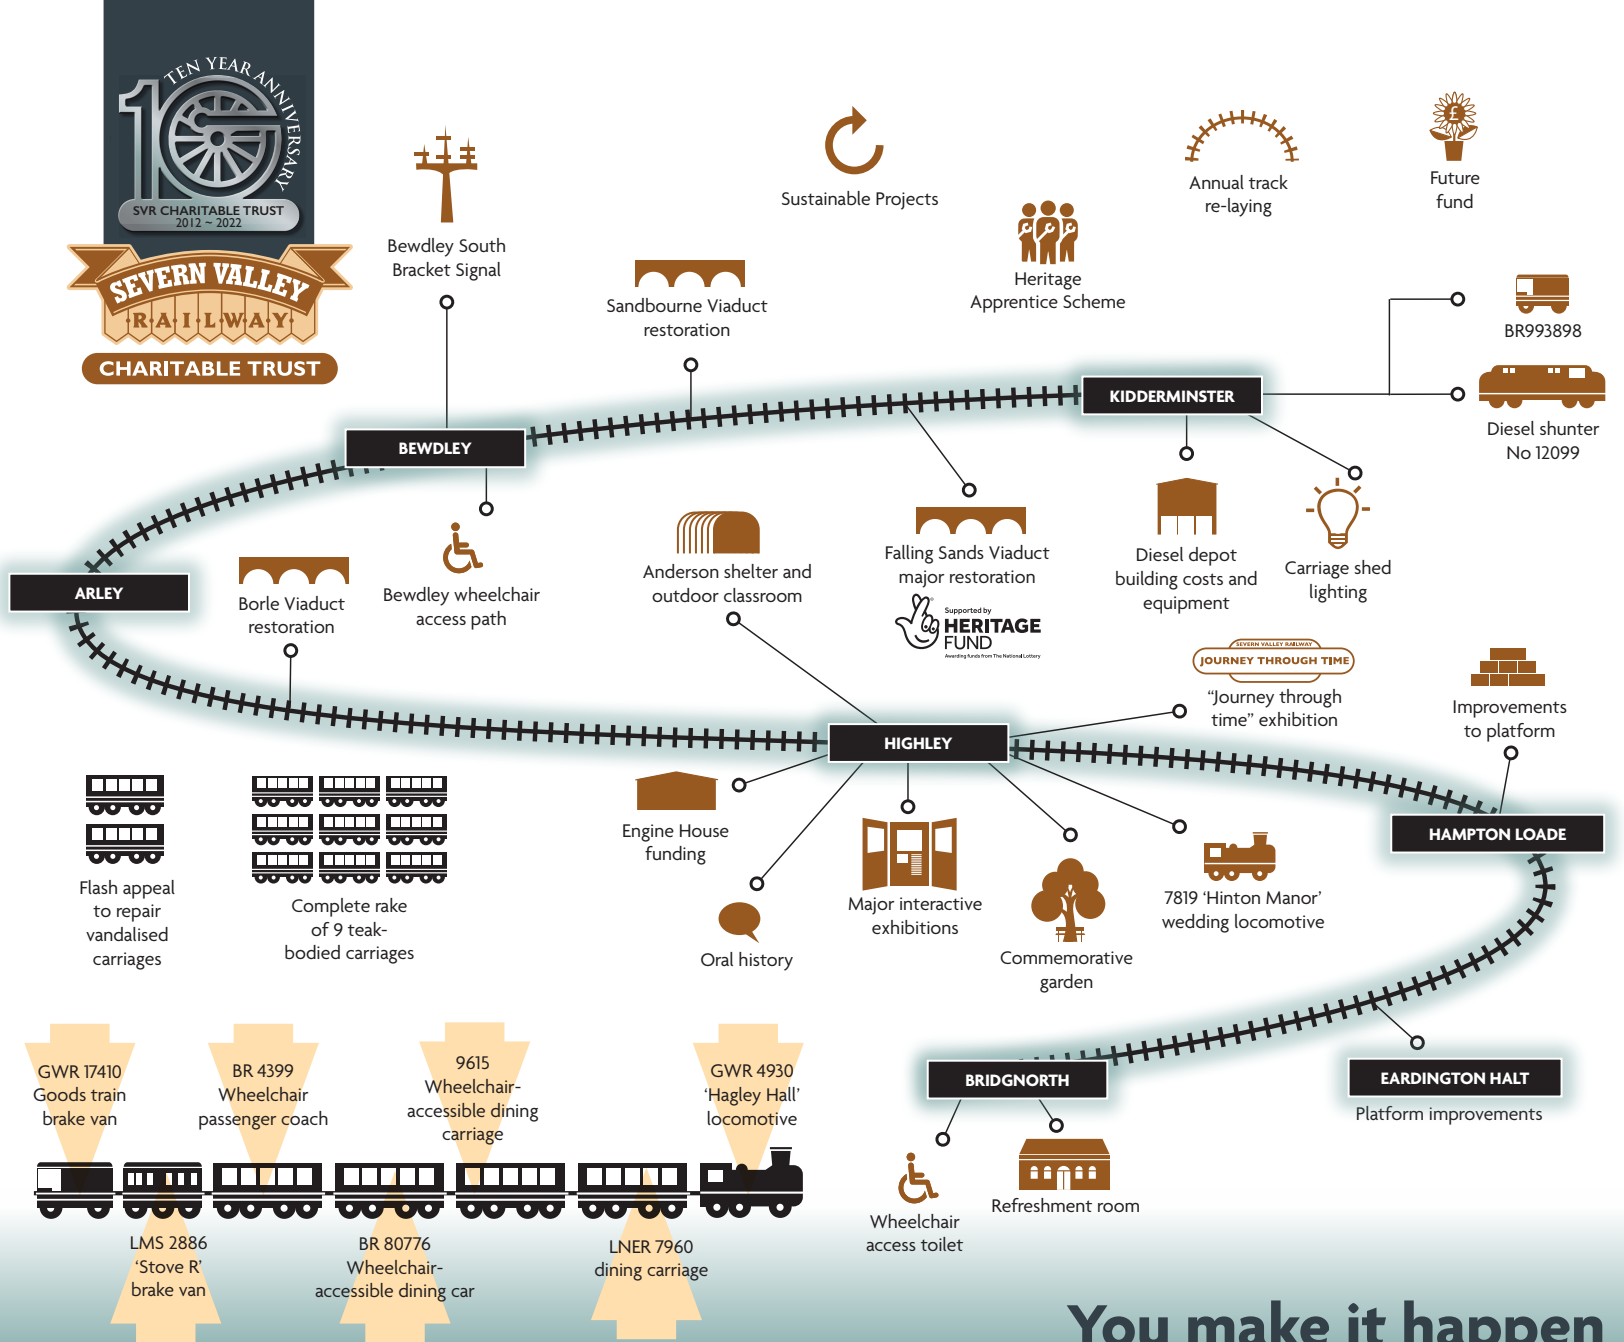 TEN YEAR ANNIVERSARY
10
SVR CHARITABLE TRUST
2012 ~ 2022
SEVERN VALLEY
RAILWAY
CHARITABLE TRUST
Bewdley South
Bracket Signal
Sustainable Projects
Annual track
re-laying
£
Future
fund
Sandbourne Viaduct
restoration
Heritage
Apprentice Scheme
BR993898
KIDDERMINSTER
Diesel shunter
No 12099
BEWDLEY
ARLEY
Borle Viaduct
restoration
Bewdley wheelchair
access path
Anderson shelter and
outdoor classroom
Falling Sands Viaduct
major restoration
Supported by
HERITAGE
FUND
Awarding funds from The National Lottery
Diesel depot
building costs and
equipment
Carriage shed
lighting
SEVERN VALLEY RAILWAY
JOURNEY THROUGH TIME
“Journey through
time” exhibition
Improvements
to platform
HIGHLEY
HAMPTON LOADE
Engine House
funding
Oral history
Major interactive
exhibitions
Commemorative
garden
7819 ‘Hinton Manor’
wedding locomotive
Flash appeal
to repair
vandalised
carriages
Complete rake
of 9 teak-
bodied carriages
GWR 17410
Goods train
brake van
BR 4399
Wheelchair
passenger coach
9615
Wheelchair-
accessible dining
carriage
GWR 4930
‘Hagley Hall’
locomotive
LMS 2886
‘Stove R’
brake van
BR 80776
Wheelchair-
accessible dining car
LNER 7960
dining carriage
BRIDGNORTH
EARDINGTON HALT
Platform improvements
Wheelchair
access toilet
Refreshment room
You make it happen